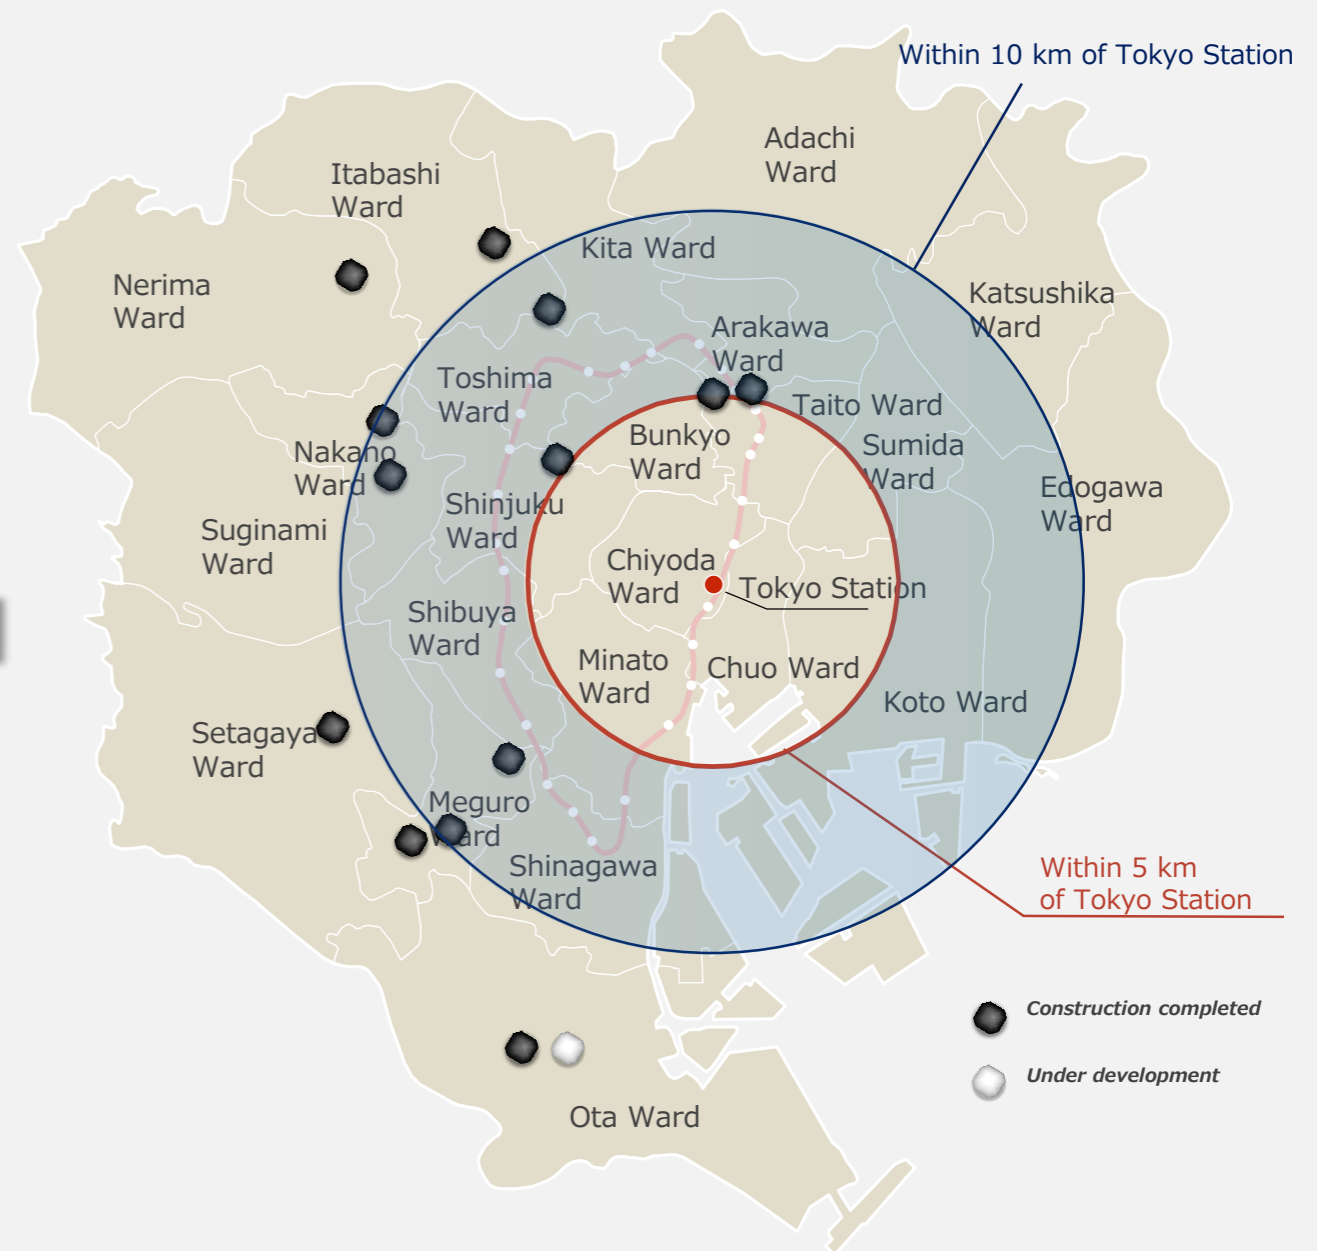 Within 10 km of Tokyo Station
Adachi
Ward
Itabashi
Ward
Kita Ward
Nerima
Ward
Katsushika
Ward
Arakawa
Ward
Toshima
Ward
Taito Ward
Bunkyo
Ward
Sumida
Ward
Nakano
Ward
Edogawa
Ward
Shinjuku
Ward
Suginami
Ward
Chiyoda
Ward
Tokyo Station
Shibuya
Ward
Minato
Ward
Chuo Ward
Koto Ward
Setagaya
Ward
Meguro
Ward
Shinagawa
Ward
Within 5 km
of Tokyo Station
Construction completed
Under development
Ota Ward